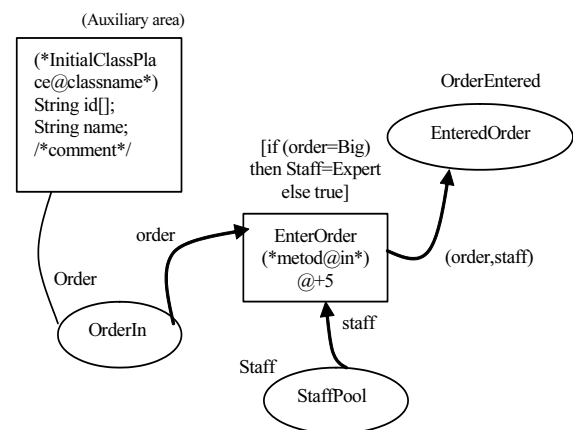 (Auxiliary area)
(*InitialClassPla
ce@classname*)
String id[];
String name;
/*comment*/
OrderEntered
EnteredOrder
[if (order=Big)
then Staff=Expert
else true]
order
EnterOrder
(*metod@in*)
@+5
(order,staff)
Order
OrderIn
staff
Staff
StaffPool